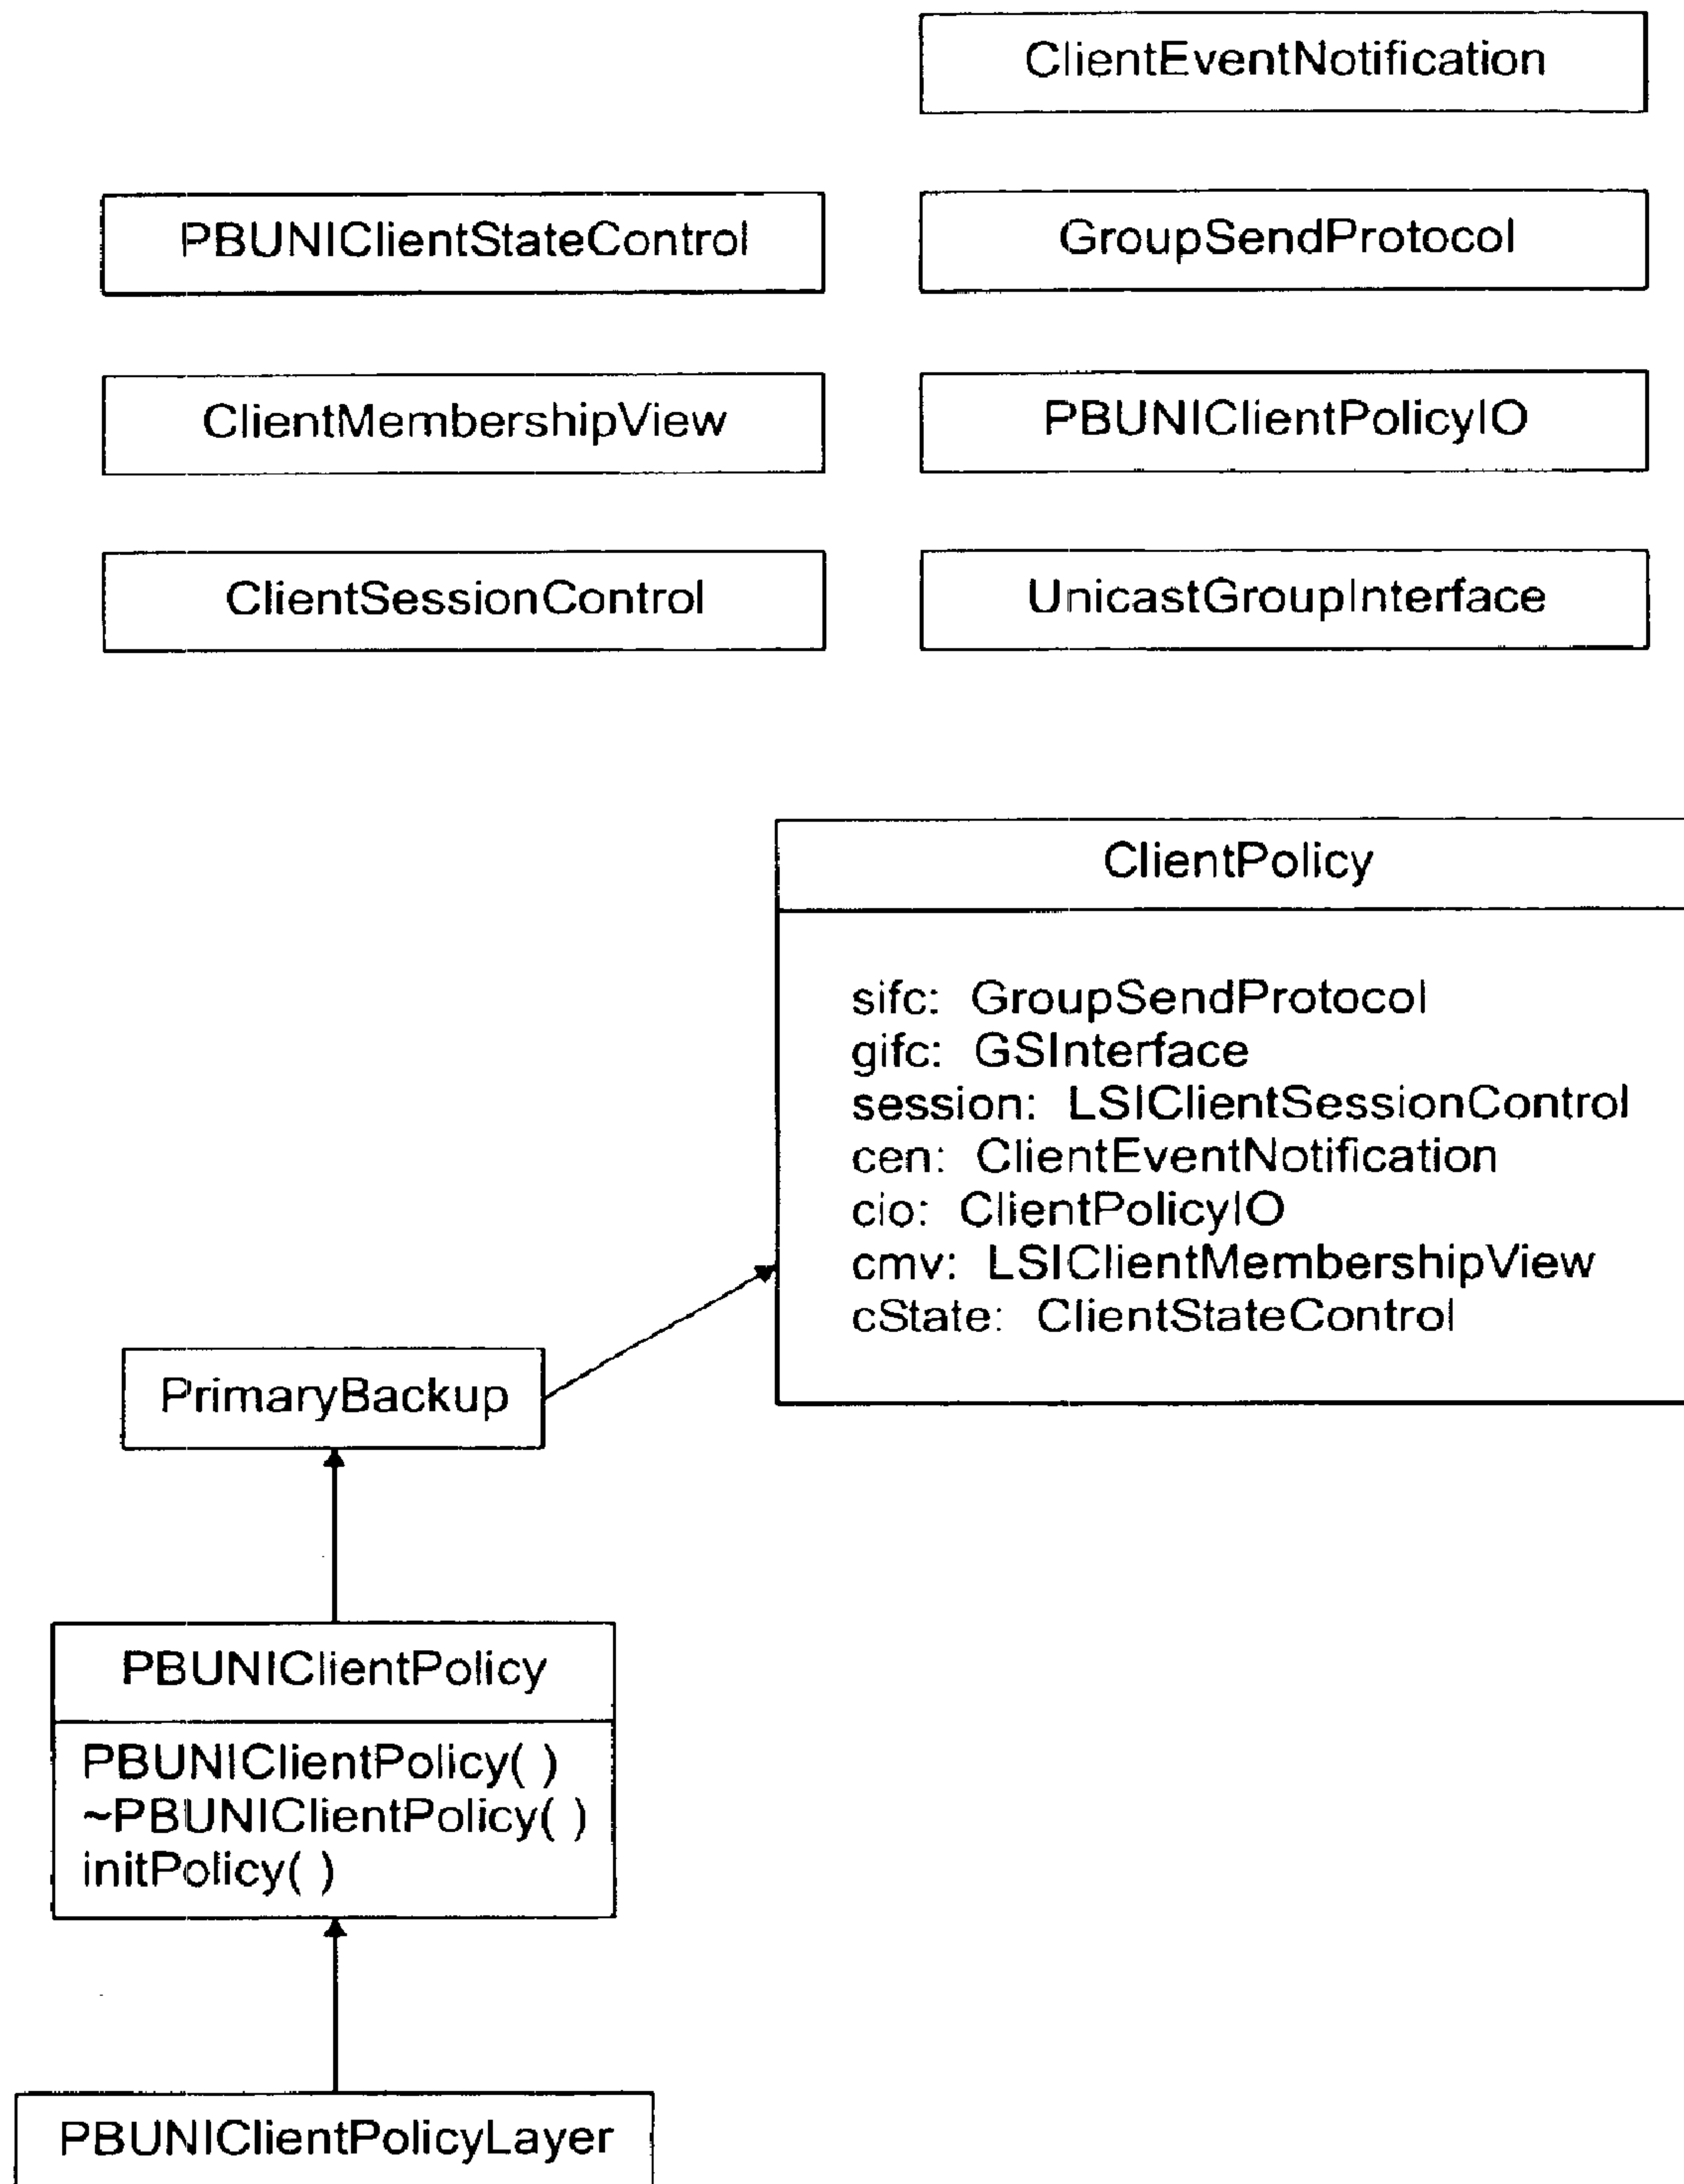 ClientEventNotification
PBUNIClientStateControl
GroupSendProtocol
ClientMembershipView
PBUNIClientPolicyIO
ClientSessionControl
UnicastGroupInterface
ClientPolicy
sifc: GroupSendProtocol
gifc: GSInterface
session: LSIClientSessionControl
cen: ClientEventNotification
cio: ClientPolicyIO
cmv: LSIClientMembershipView
cState: ClientStateControl
PrimaryBackup
PBUNIClientPolicy
PBUNIClientPolicy( )
~PBUNIClientPolicy( )
initPolicy( )
PBUNIClientPolicyLayer